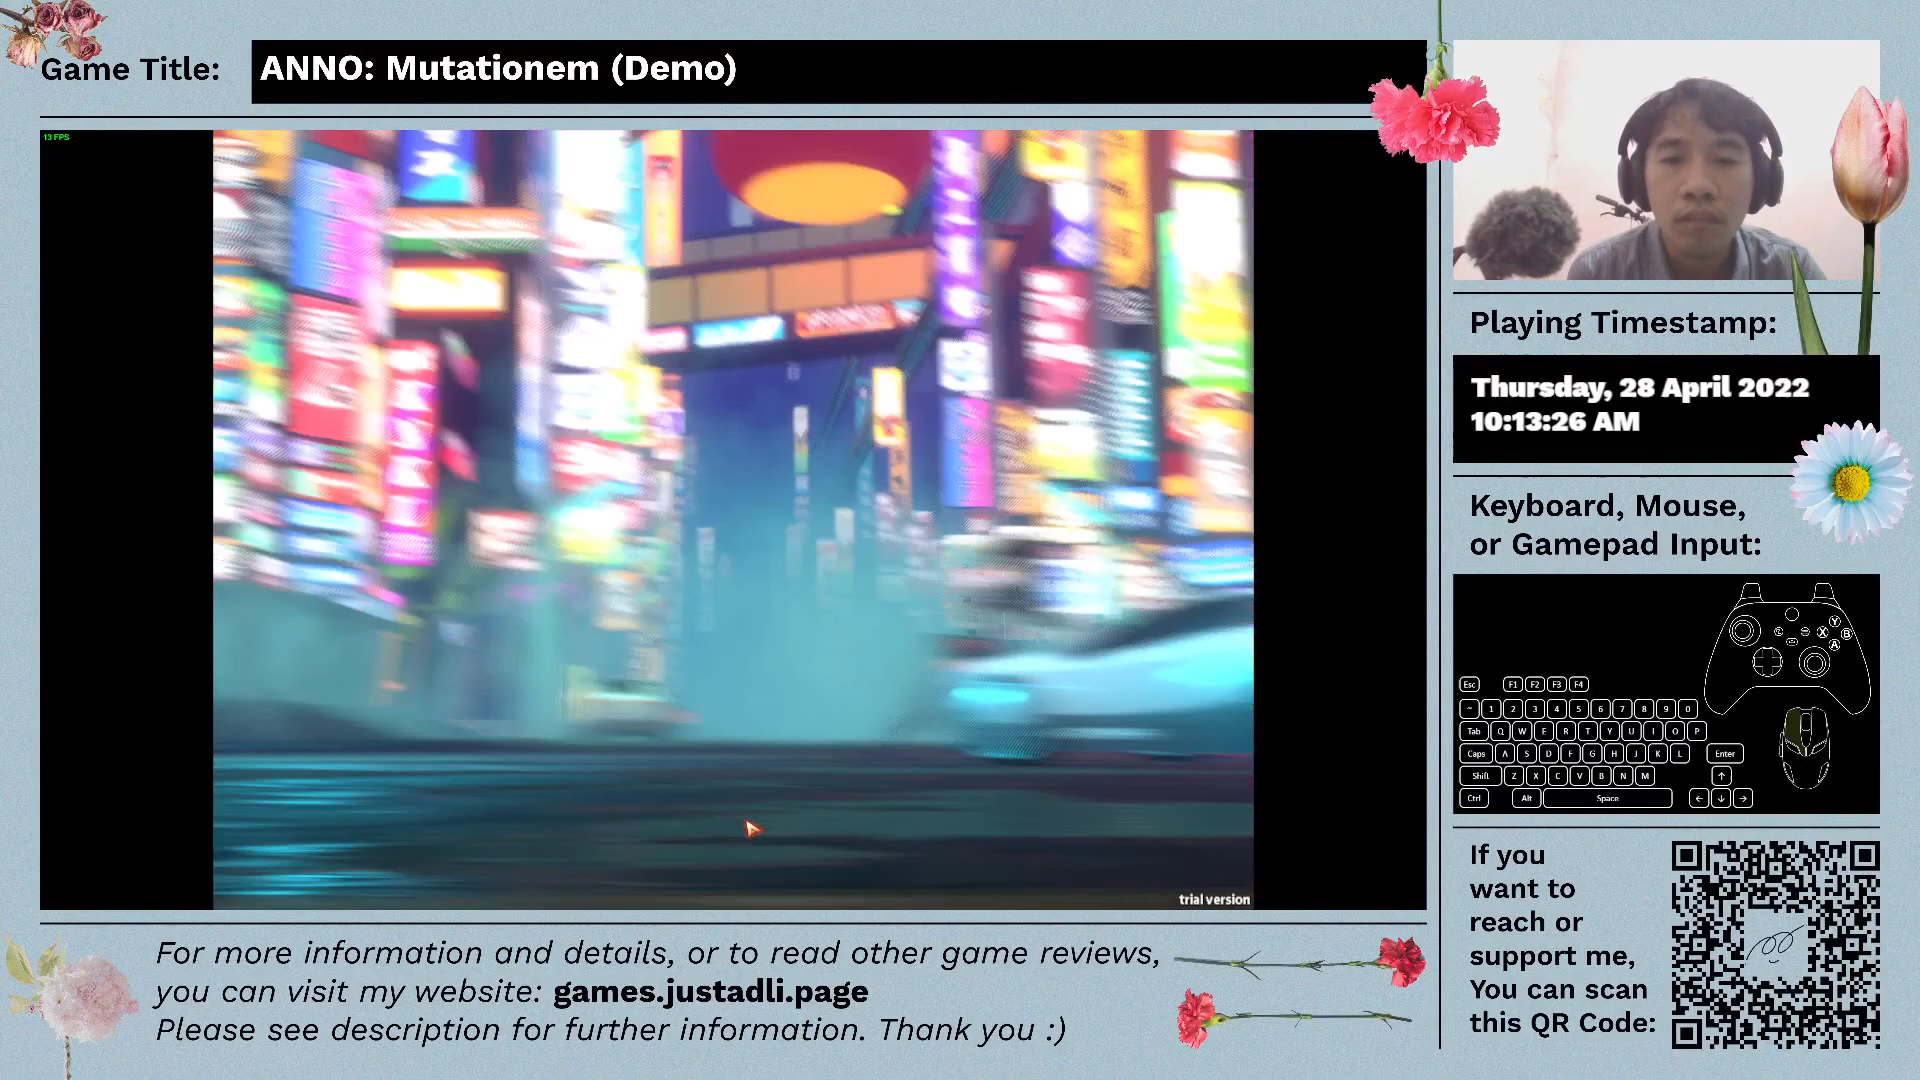 Game Title:
ANNO: Mutationem (Demo)
13 FPS
trial version
Playing Timestamp:
Thursday, 28 April 2022
10:13:26 AM
Keyboard, Mouse,
or Gamepad Input:
Esc F1 F2 F3 F4
~ 1 2 3 4 5 6 7 8 9 0
Tab Q W E R T Y U I O P
Caps A S D F G H J K L Enter
Shift Z X C V B N M ↑
Ctrl Alt Space ← ↓ →
Y
X B
A
If you
want to
reach or
support me,
You can scan
this QR Code:
For more information and details, or to read other game reviews,
you can visit my website: games.justadli.page
Please see description for further information. Thank you :)